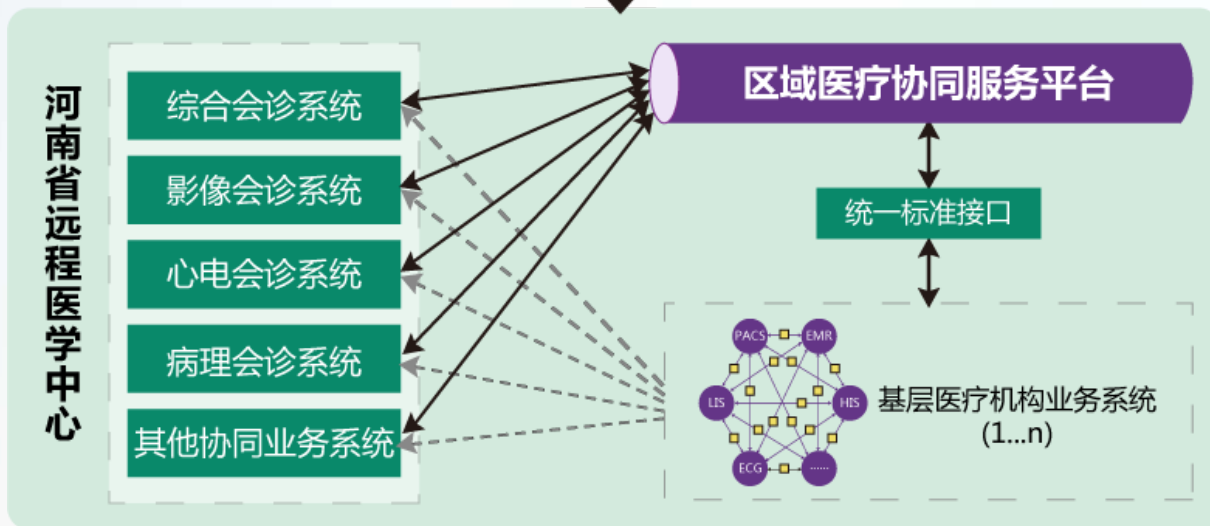 河南省远程医学中心
综合会诊系统
影像会诊系统
心电会诊系统
病理会诊系统
其他协同业务系统
区域医疗协同服务平台
统一标准接口
PACS
EMR
LIS
HIS
ECG
······
基层医疗机构业务系统
(1...n)